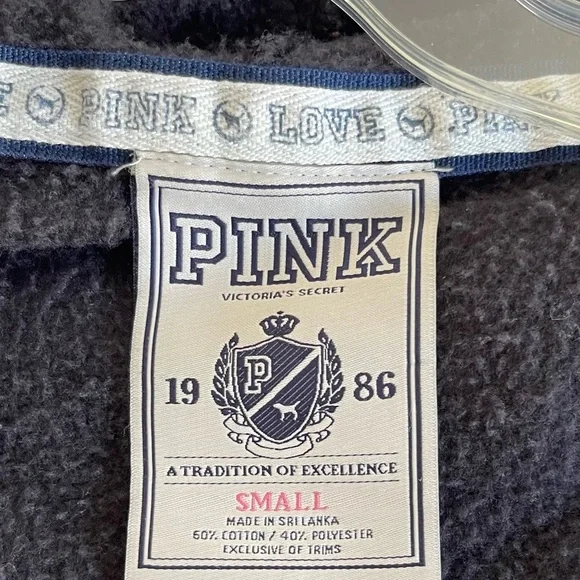 E PINK LOVE PIN
PINK
VICTORIA'S SECRET
P
19 86
A TRADITION OF EXCELLENCE
SMALL
MADE IN SRI LANKA
60% COTTON / 40% POLYESTER
EXCLUSIVE OF TRIMS